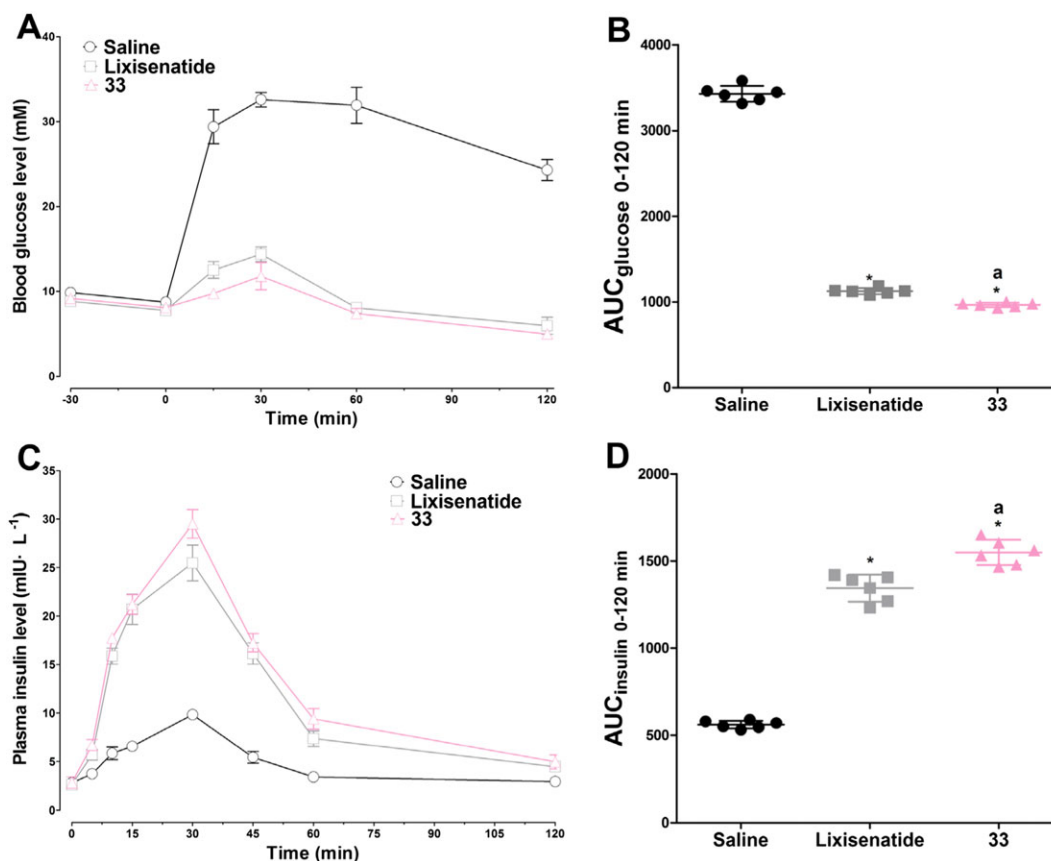 A
Saline
Lixisenatide
33
Blood glucose level (mM)
40
30
20
10
0
-30 0 30 60 90 120
Time (min)
B
AUCglucose 0-120 min
4000
3000
2000
1000
0
*
a
*
Saline Lixisenatide 33
C
Saline
Lixisenatide
33
Plasma insulin level (mIU· L -1)
35
30
25
20
15
10
5
0
0 15 30 45 60 75 90 105 120
Time (min)
D
AUCinsulin 0-120 min
2000
1500
1000
500
0
*
a
*
Saline Lixisenatide 33